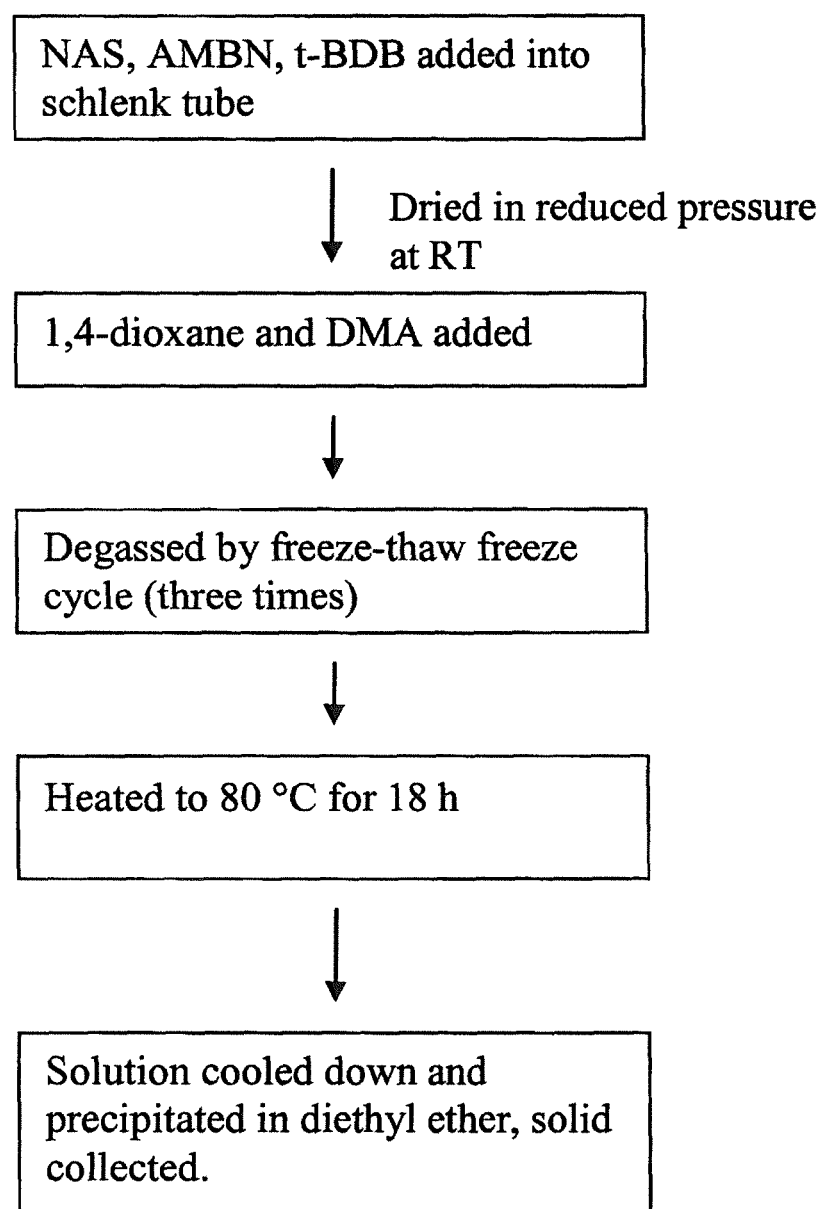 NAS, AMBN, t-BDB added into
schlenk tube
Dried in reduced pressure
at RT
1,4-dioxane and DMA added
Degassed by freeze-thaw freeze
cycle (three times)
Heated to 80 °C for 18 h
Solution cooled down and
precipitated in diethyl ether, solid
collected.